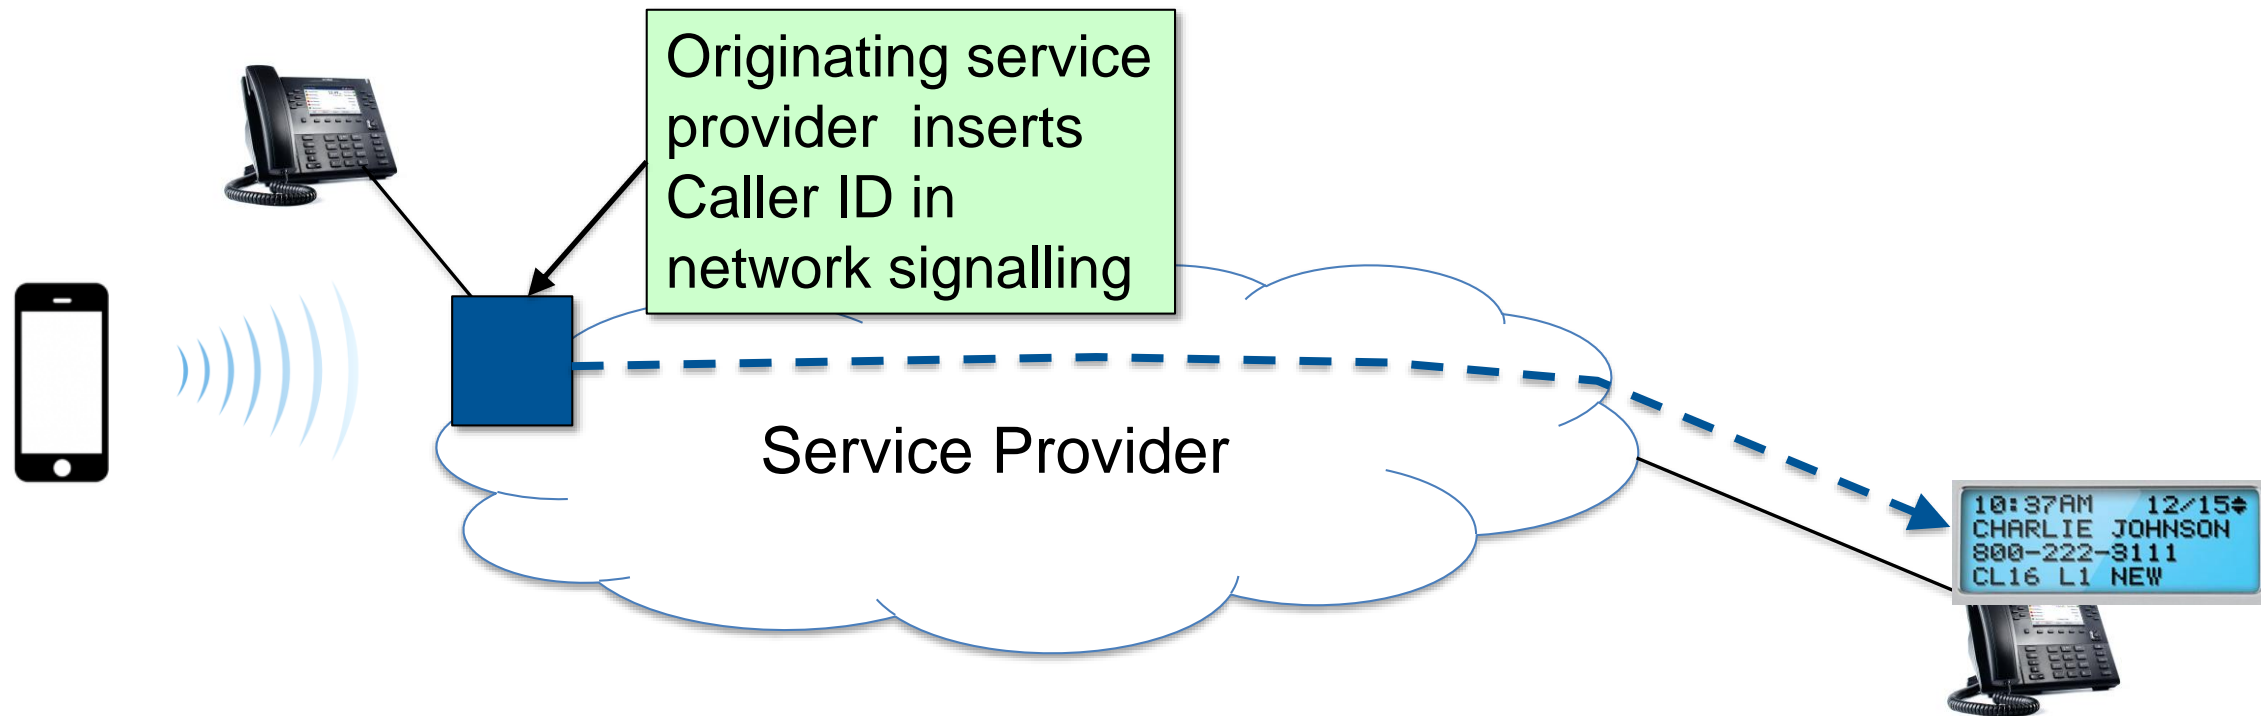 Originating service
provider  inserts
Caller ID in
network signalling
Service Provider
10:37AM 12/15
CHARLIE JOHNSON
800-222-3111
CL16 L1 NEW